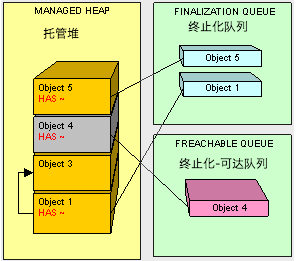 MANAGED HEAP
托管堆
Object 5
HAS ~
Object 4
HAS ~
Object 3
Object 1
HAS ~
FINALIZATION QUEUE
终止化队列
Object 5
Object 1
FREACHABLE QUEUE
终止化-可达队列
Object 4